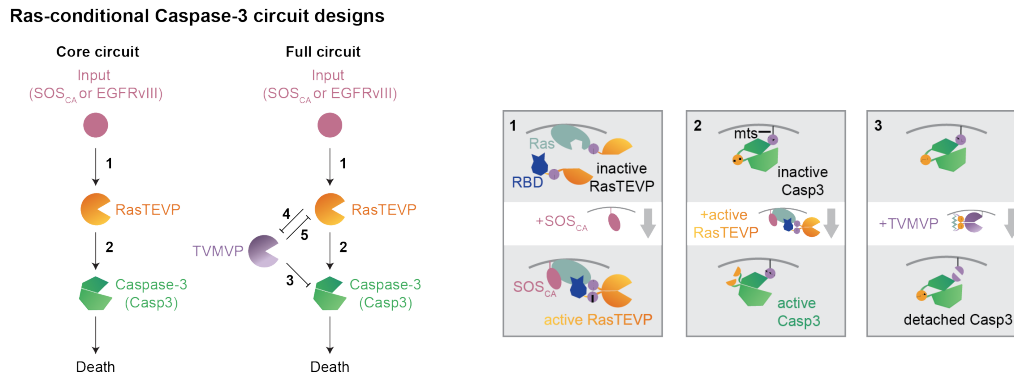 Ras-conditional Caspase-3 circuit designs
Core circuit
Input
(SOSCA or EGFRvIII)
1
RasTEVP
2
Caspase-3
(Casp3)
Death
Full circuit
Input
(SOSCA or EGFRvIII)
1
RasTEVP
4
5
TVMVP
2
3
Caspase-3
(Casp3)
Death
1
Ras
RBD
inactive
RasTEVP
+SOSCA
SOSCA
active RasTEVP
2
mts
inactive
Casp3
+active
RasTEVP
active
Casp3
3
+TVMVP
detached Casp3